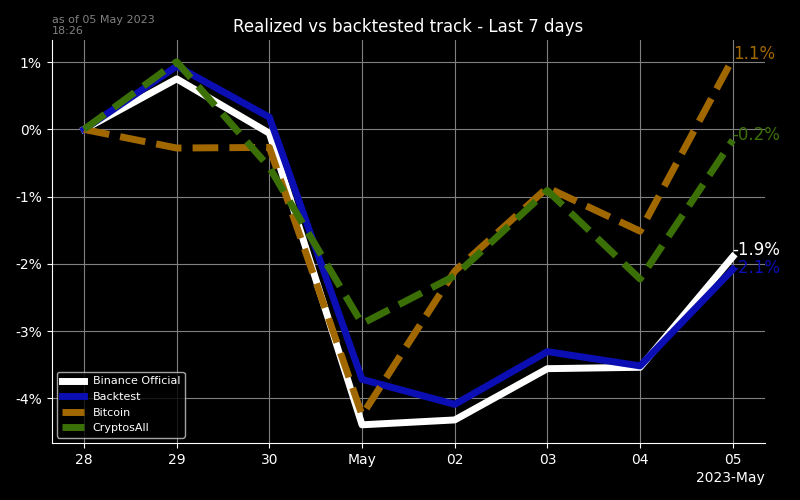 as of 05 May 2023
18:26
Realized vs backtested track - Last 7 days
1%
0%
-1%
-2%
-3%
-4%
1.1%
-0.2%
-1.9%
-2.1%
Binance Official
Backtest
Bitcoin
CryptosAll
28
29
30
May
02
03
04
05
2023-May